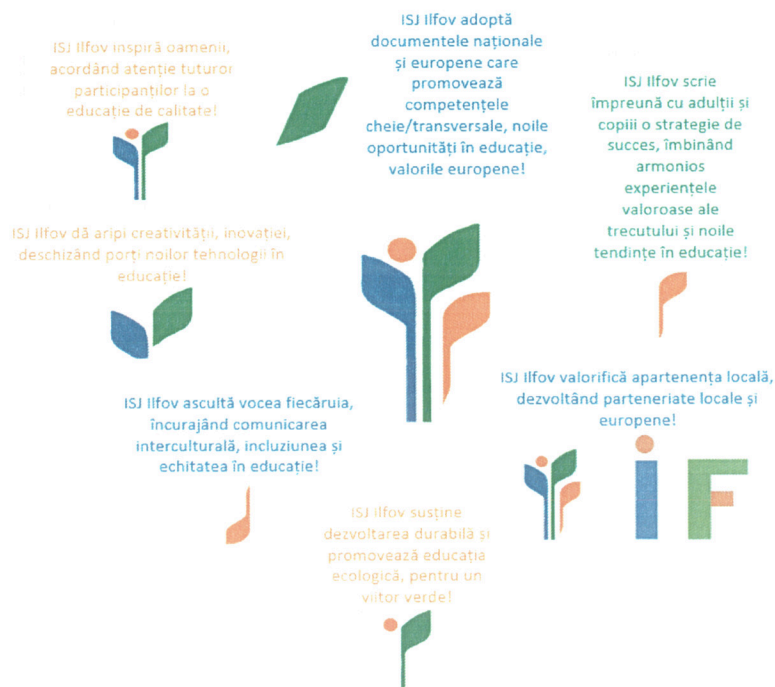 ISJ Ilfov inspiră oamenii,
acordând atenție tuturor
participanților la o
educație de calitate!
ISJ Ilfov adoptă
documentele naționale
și europene care
promovează
competențele
cheie/transversale, noile
oportunități în educație,
valorile europene!
ISJ Ilfov scrie
împreună cu adulții și
copiii o strategie de
succes, îmbinând
armonios
experiențele
valoroase ale
trecutului și noile
tendințe în educație!
ISJ Ilfov dă aripi creativității, inovației,
deschizând porți noilor tehnologii în
educație!
ISJ Ilfov ascultă vocea fiecăruia,
încurajând comunicarea
interculturală, incluziunea și
echitatea în educație!
ISJ Ilfov valorifică apartenența locală,
dezvoltând parteneriate locale și
europene!
iF
ISJ Ilfov susține
dezvoltarea durabilă și
promovează educația
ecologică, pentru un
viitor verde!